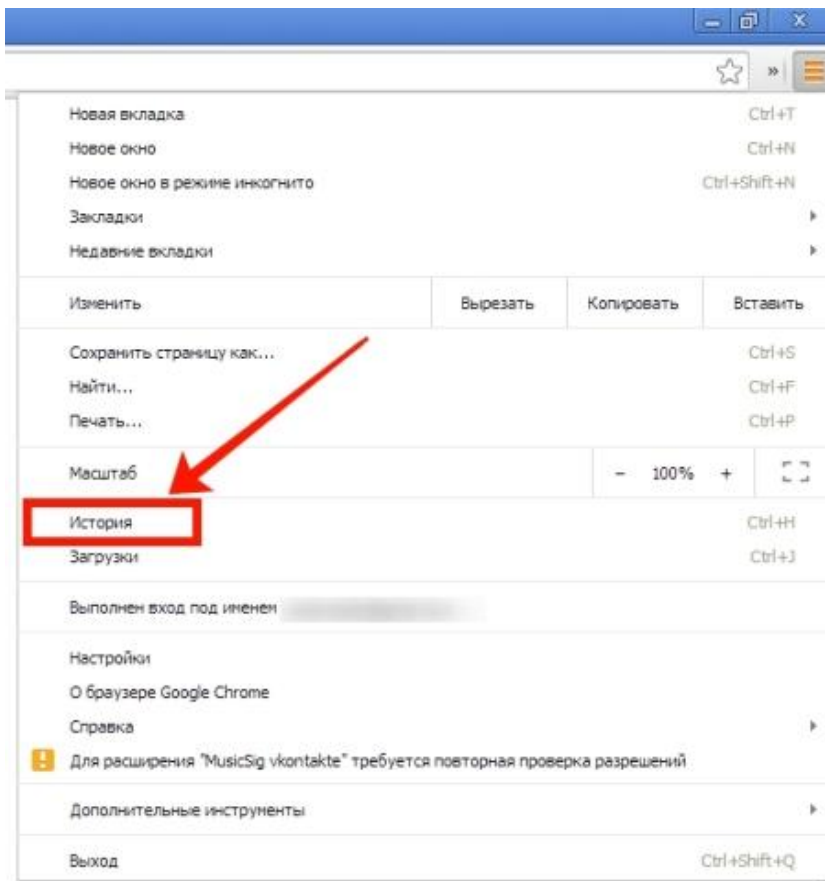 Новая вкладка Ctrl+T
Новое окно Ctrl+N
Новое окно в режиме инкогнито Ctrl+Shift+N
Закладки
Недавние вкладки
Изменить Вырезать Копировать Вставить
Сохранить страницу как... Ctrl+S
Найти... Ctrl+F
Печать... Ctrl+P
Масштаб - 100% +
История Ctrl+H
Загрузки Ctrl+J
Выполнен вход под именем
Настройки
О браузере Google Chrome
Справка
Для расширения "MusicSig vkontakte" требуется повторная проверка разрешений
Дополнительные инструменты
Выход Ctrl+Shift+Q